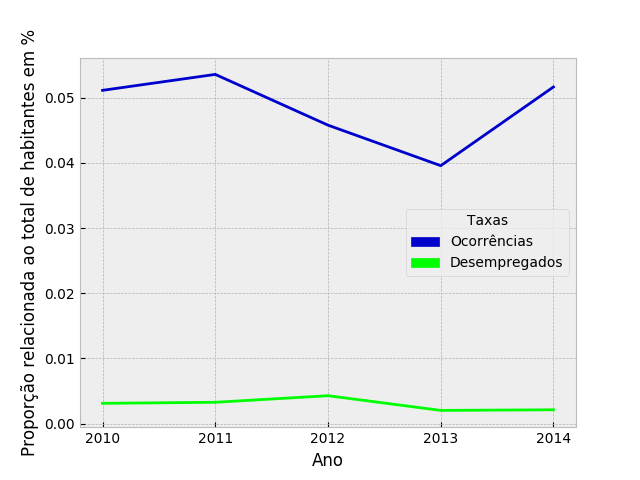 Proporção relacionada ao total de habitantes em %
0.05
0.04
0.03
0.02
0.01
0.00
Taxas
Ocorrências
Desempregados
2010 2011 2012 2013 2014
Ano